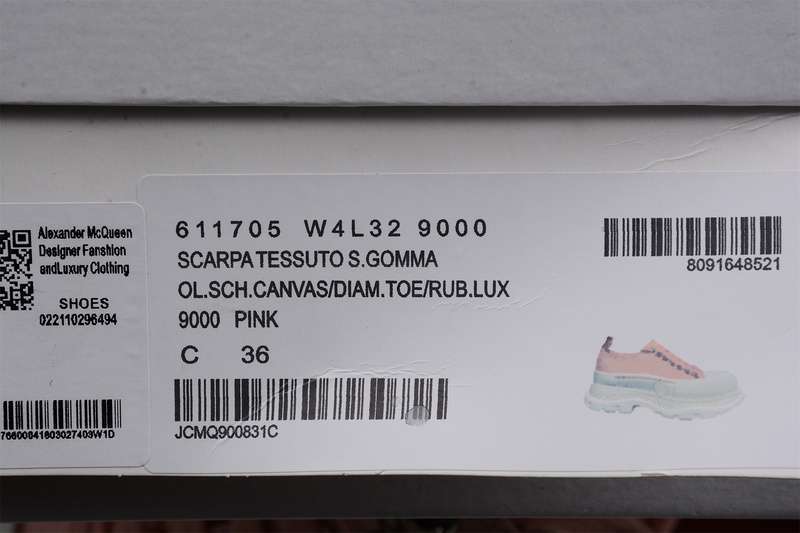 Alexander McQueen
Designer Fanshion
andLuxury Clothing
SHOES
022110296494
611705 W4L32 9000
SCARPA TESSUTO S.GOMMA
OL.SCH.CANVAS/DIAM.TOE/RUB.LUX
9000 PINK
C 36
JCMQ900831C
8091648521